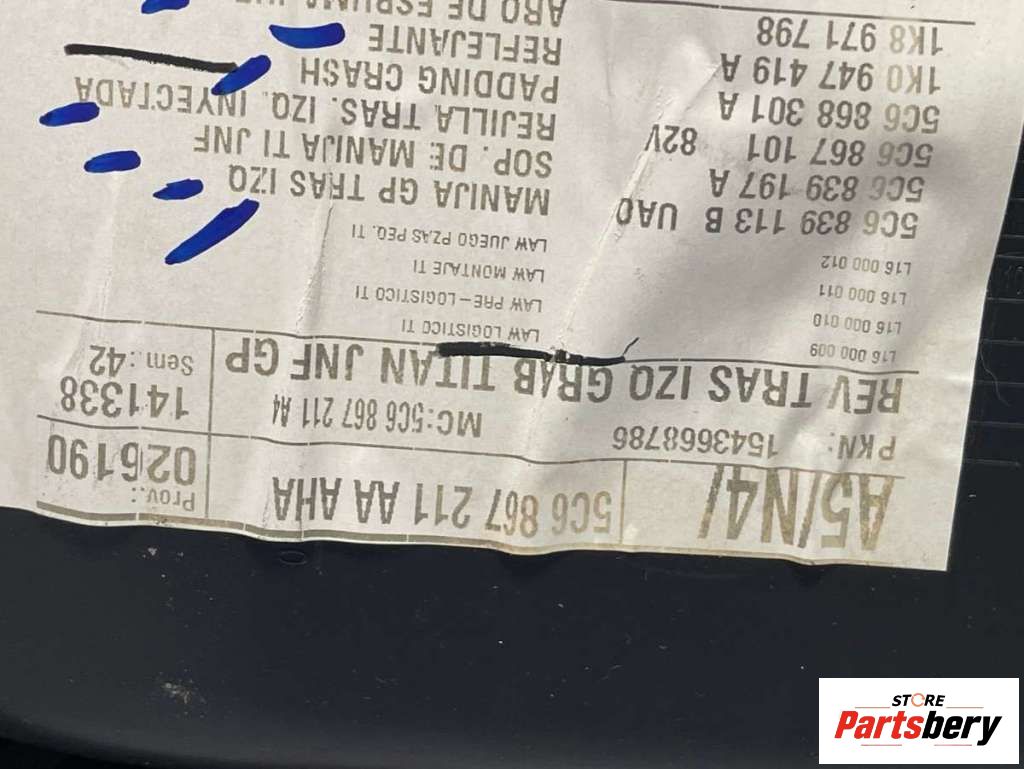 A5/N4/ 5C6 867 211 AA AHA Prov.: 026190
PKN: 1543668786 MC:5C6 867 211 A4 141338
REV TRAS IZQ GRAB TITAN JNF GP Sem.:42
L16 000 009 LAW LOGISTICO TI
L16 000 010 LAW PRE-LOGISTICO TI
L16 000 011 LAW MONTAJE TI
L16 000 012 LAW JUEGO PZAS PEQ. TI
5C6 839 113 B UAO MANIJA GP TRAS IZQ
5C6 839 197 A SOP. DE MANIJA TI JNF
5C6 867 101 82V REJILLA TRAS. IZQ. INYECTADA
5C6 868 301 A PADDING CRASH
1K0 947 419 A REFLEJANTE
1K8 971 798 ARO DE ESPUMA
STORE
Partsbery